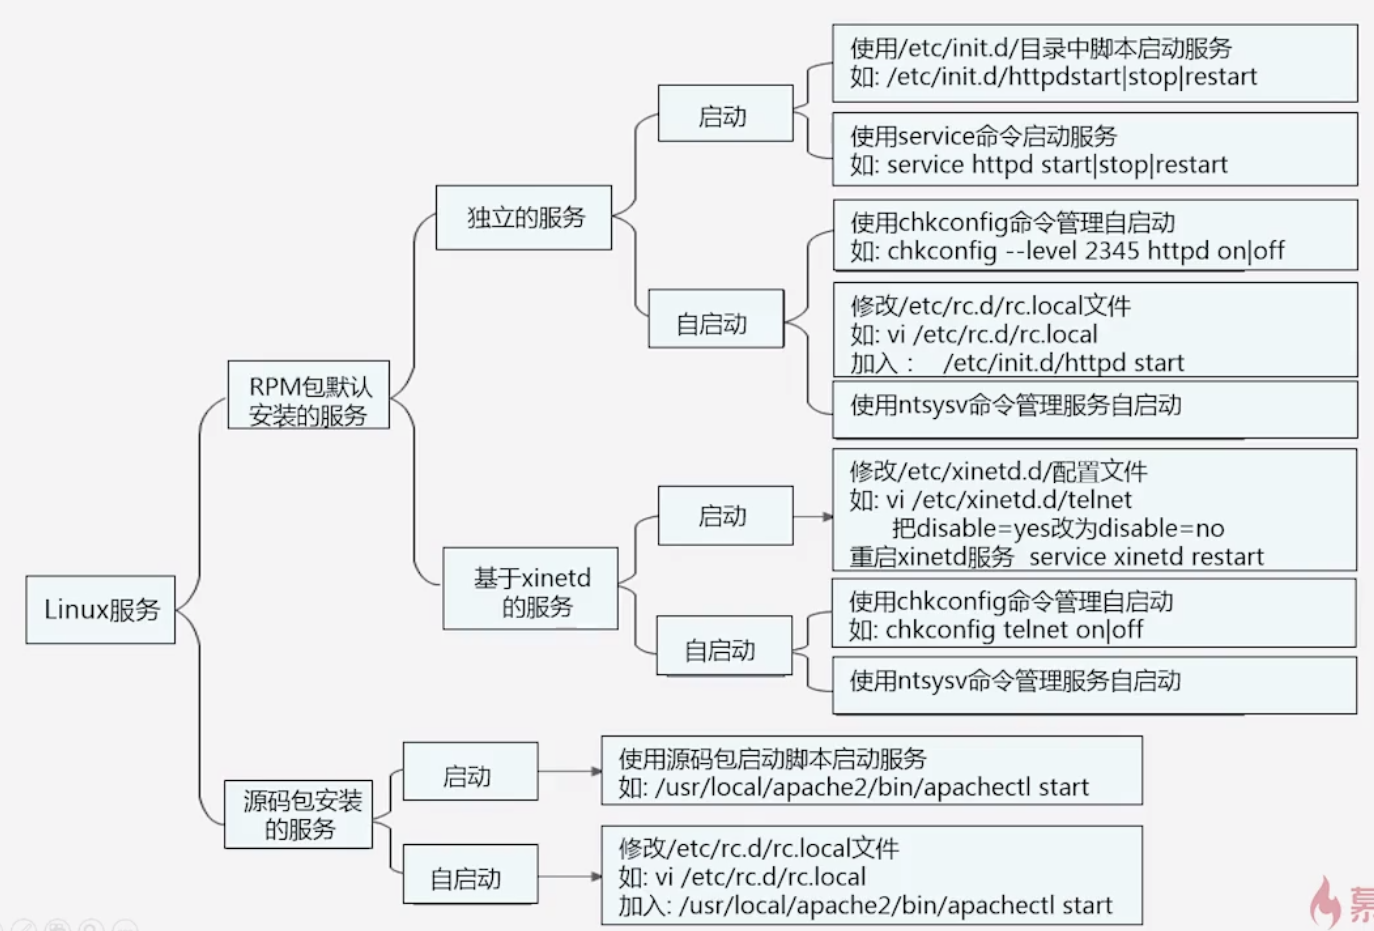 使用/etc/init.d/目录中脚本启动服务
如: /etc/init.d/httpdstart|stop|restart
启动
使用service命令启动服务
如: service httpd start|stop|restart
独立的服务
使用chkconfig命令管理自启动
如: chkconfig --level 2345 httpd on|off
自启动
修改/etc/rc.d/rc.local文件
如: vi /etc/rc.d/rc.local
加入： /etc/init.d/httpd start
使用ntsysv命令管理服务自启动
RPM包默认
安装的服务
修改/etc/xinetd.d/配置文件
如: vi /etc/xinetd.d/telnet
把disable=yes改为disable=no
重启xinetd服务 service xinetd restart
启动
基于xinetd
的服务
使用chkconfig命令管理自启动
如: chkconfig telnet on|off
自启动
使用ntsysv命令管理服务自启动
Linux服务
使用源码包启动脚本启动服务
如: /usr/local/apache2/bin/apachectl start
启动
源码包安装
的服务
修改/etc/rc.d/rc.local文件
如: vi /etc/rc.d/rc.local
加入: /usr/local/apache2/bin/apachectl start
自启动
慕